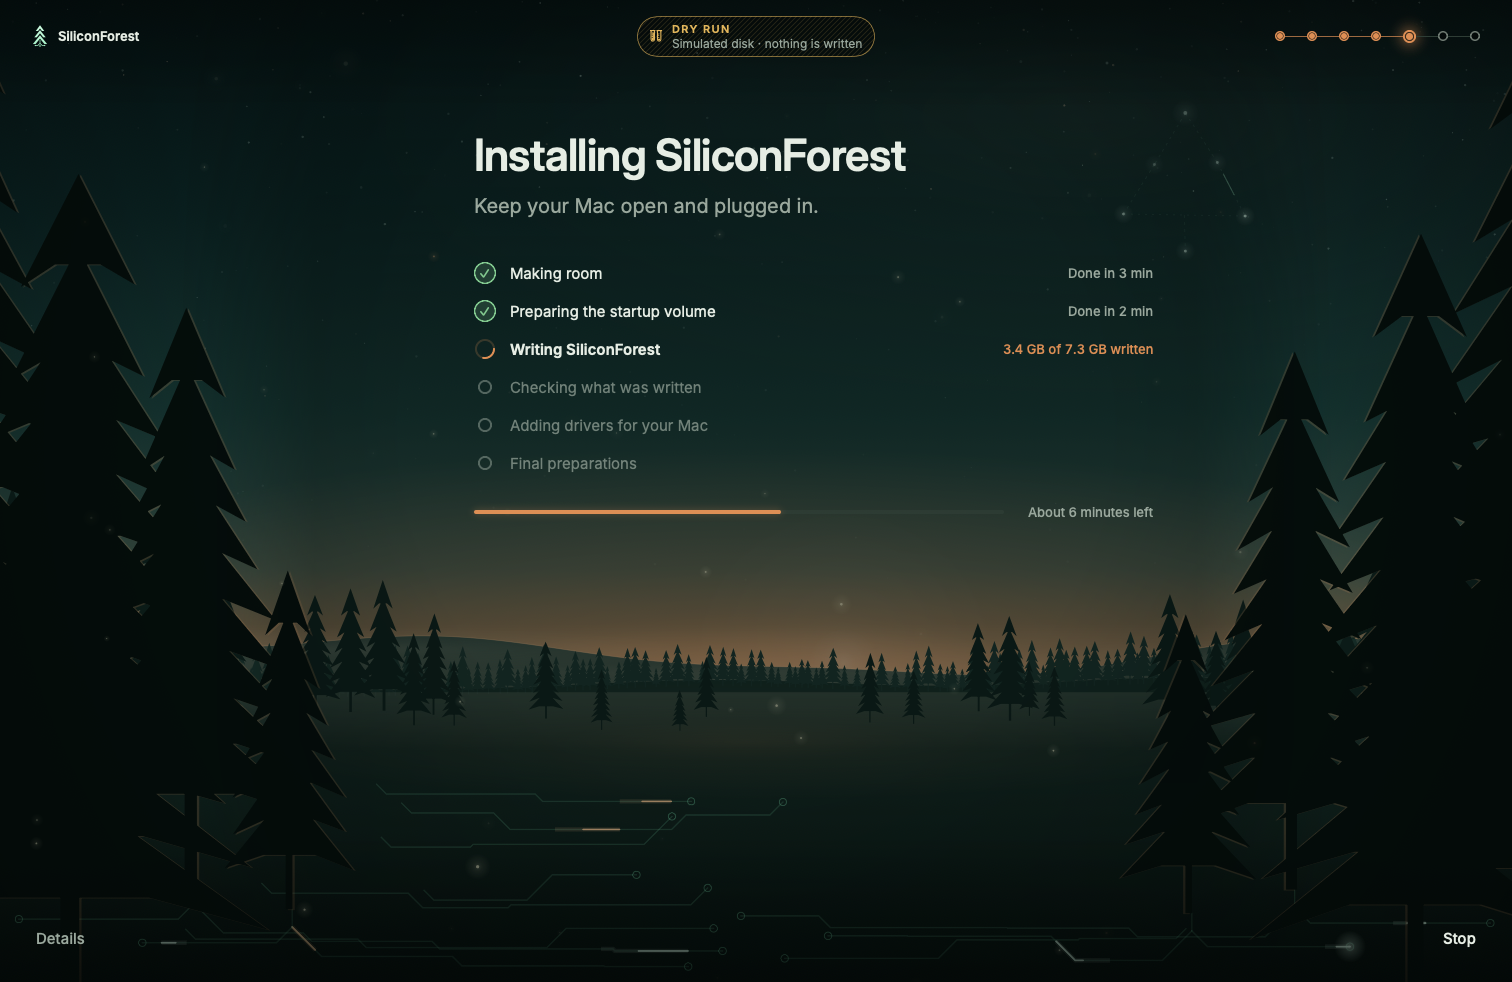 SiliconForest
DRY RUN
Simulated disk · nothing is written
Installing SiliconForest
Keep your Mac open and plugged in.
Making room
Done in 3 min
Preparing the startup volume
Done in 2 min
Writing SiliconForest
3.4 GB of 7.3 GB written
Checking what was written
Adding drivers for your Mac
Final preparations
About 6 minutes left
Details
Stop